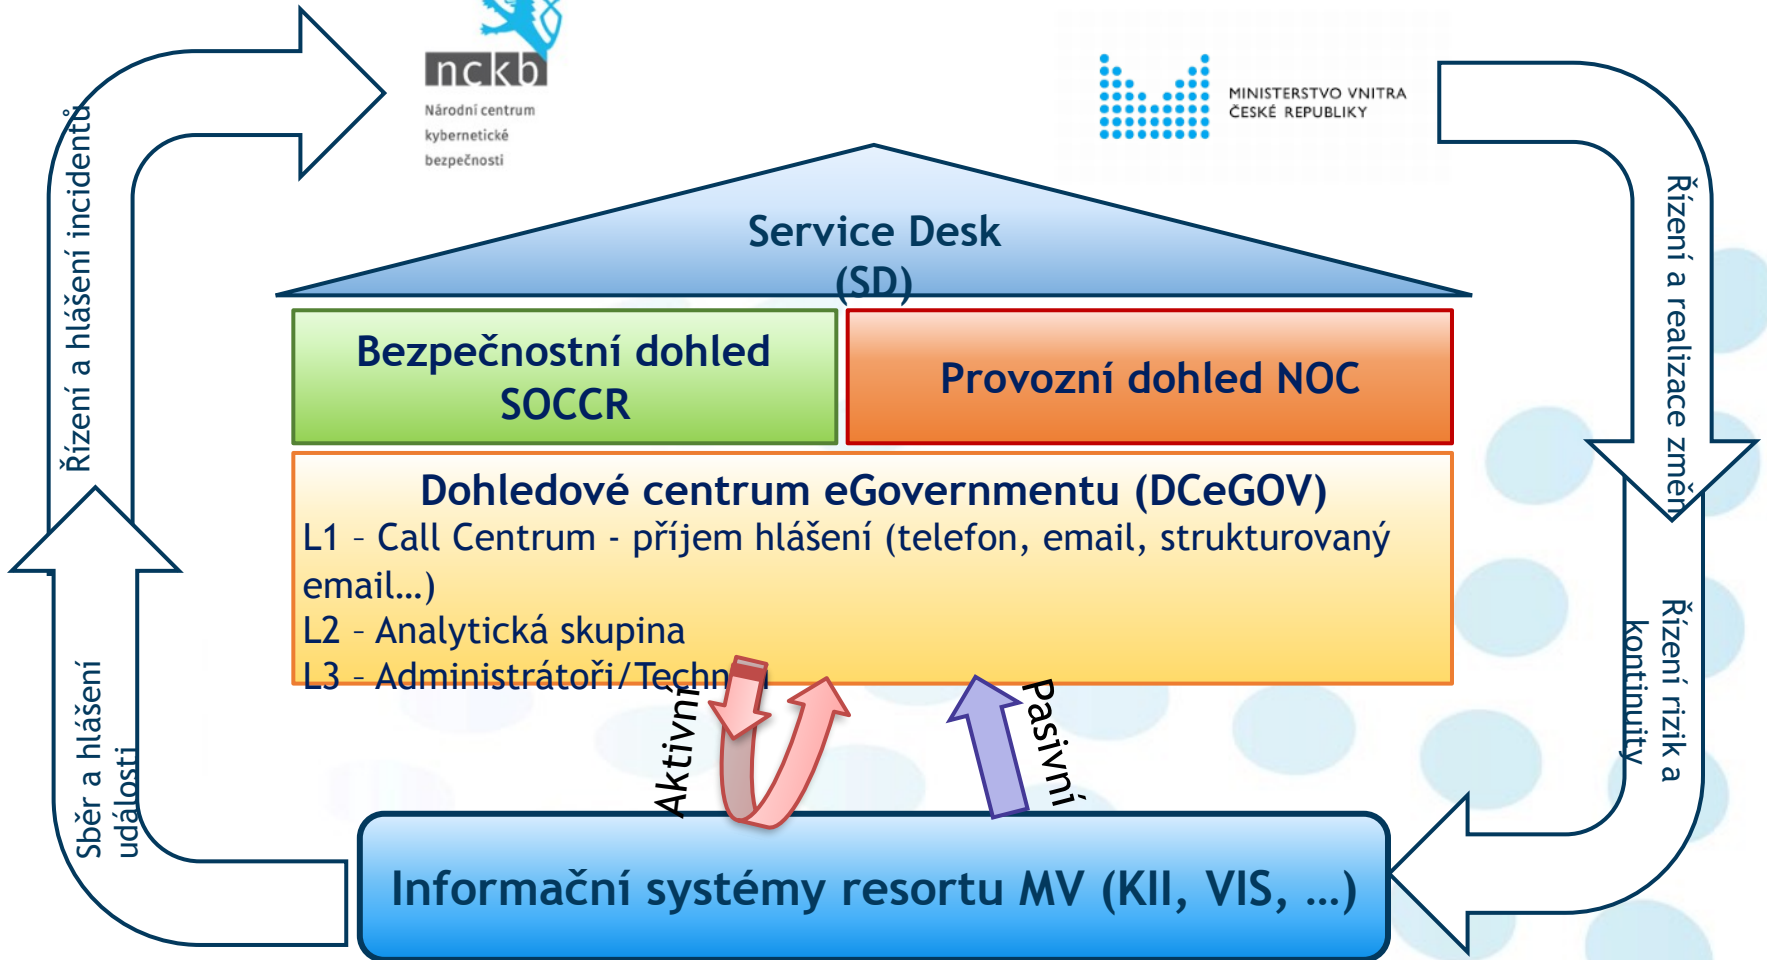 nckb
Národní centrum
kybernetické
bezpečnosti
MINISTERSTVO VNITRA
ČESKÉ REPUBLIKY
Řízení a hlášení incidentů
Řízení a realizace změn
Service Desk
(SD)
Bezpečnostní dohled
SOCCR
Provozní dohled NOC
Dohledové centrum eGovernmentu (DCeGOV)
L1 – Call Centrum - příjem hlášení (telefon, email, strukturovaný
email…)
L2 – Analytická skupina
L3 – Administrátoři/
Sběr a hlášení
události
Aktivní
Pasivní
Řízení rizik a
kontinuity
Informační systémy resortu MV (KII, VIS, …)